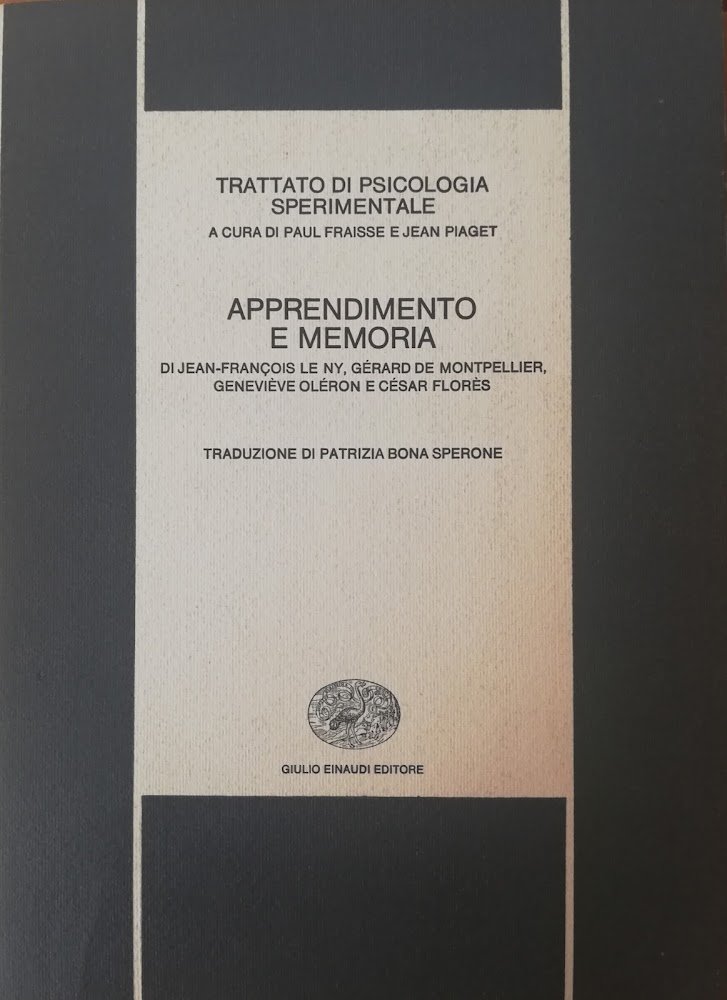 TRATTATO DI PSICOLOGIA
SPERIMENTALE
A CURA DI PAUL FRAISSE E JEAN PIAGET
APPRENDIMENTO
E MEMORIA
DI JEAN-FRANÇOIS LE NY, GÉRARD DE MONTPELLIER,
GENEVIÈVE OLÉRON E CÉSAR FLORÈS
TRADUZIONE DI PATRIZIA BONA SPERONE
GIULIO EINAUDI EDITORE